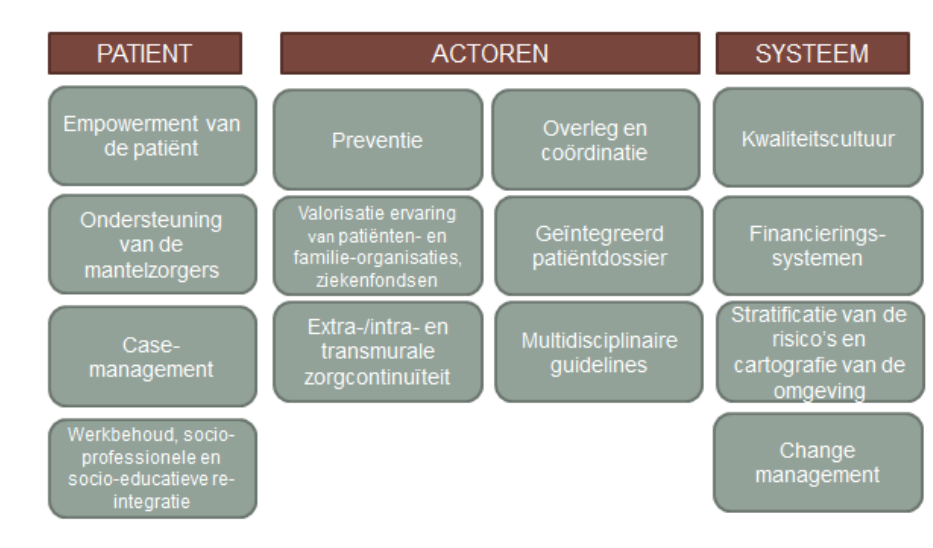 PATIENT
Empowerment van
de patiënt
Ondersteuning
van de
mantelzorgers
Case-
management
Werkbehoud, socio-
professionele en
socio-educatieve re-
integratie
ACTOREN
Preventie
Valorisatie ervaring
van patiënten- en
familie-organisaties,
ziekenfondsen
Extra-/intra- en
transmurale
zorgcontinuïteit
Overleg en
coördinatie
Geïntegreerd
patiëntdossier
Multidisciplinaire
guidelines
SYSTEEM
Kwaliteitscultuur
Financierings-
systemen
Stratificatie van de
risico's en
cartografie van de
omgeving
Change
management